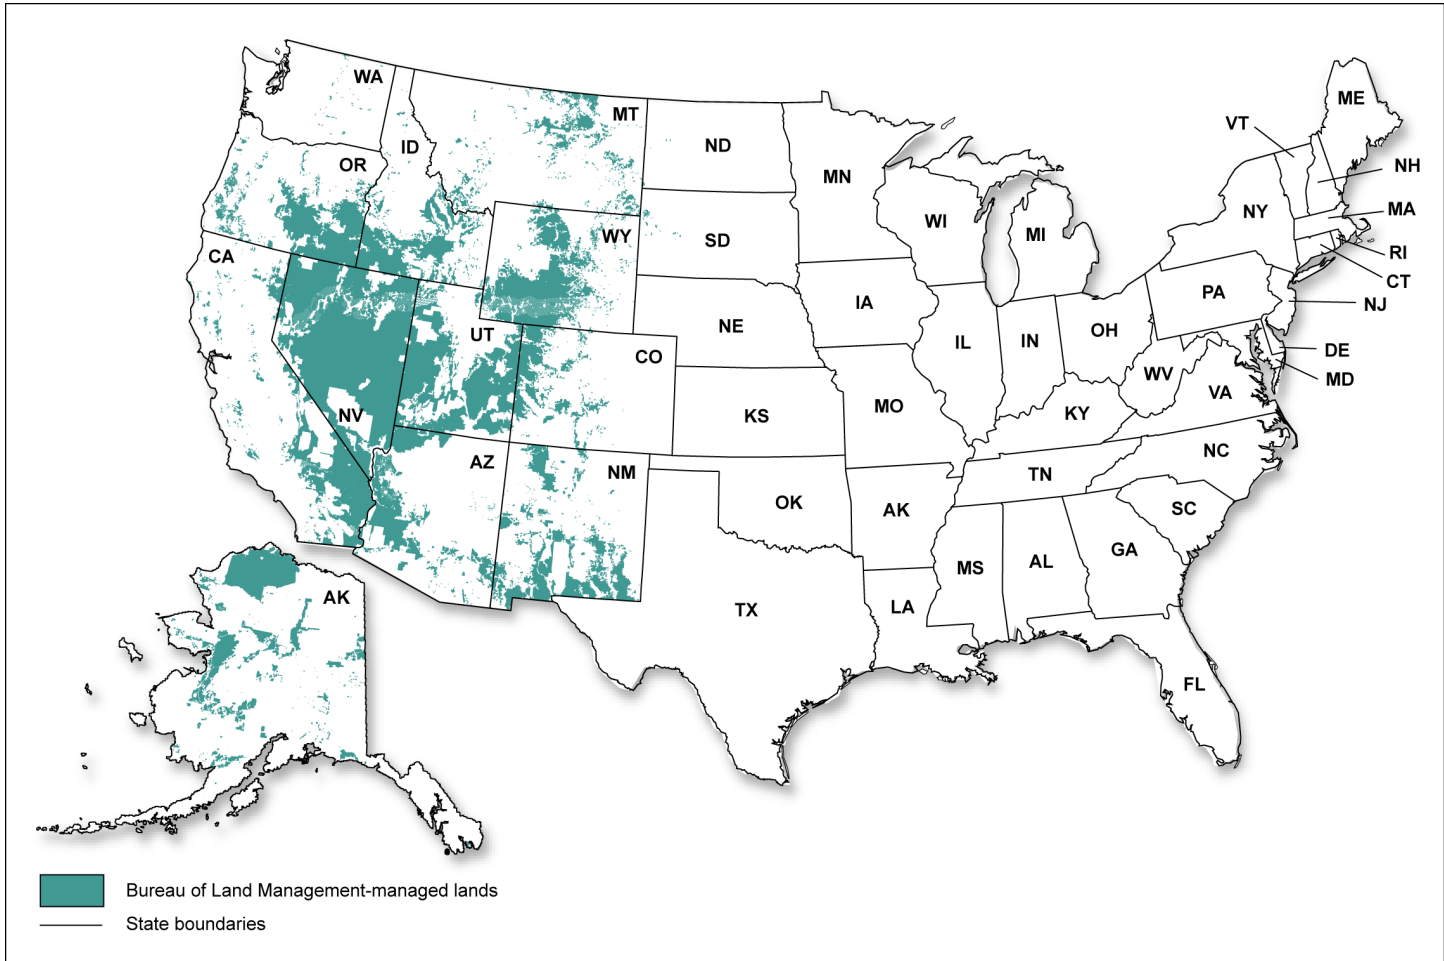 WA
MT
ND
MN
ME
VT
NH
ID
OR
WI
MI
NY
MA
RI
CT
WY
SD
CA
IA
PA
NJ
NE
UT
IL
IN
OH
CO
DE
MD
WV
VA
NV
KS
MO
KY
AZ
NM
NC
TN
OK
AK
SC
GA
MS
AL
AK
TX
LA
FL
Bureau of Land Management-managed lands
State boundaries